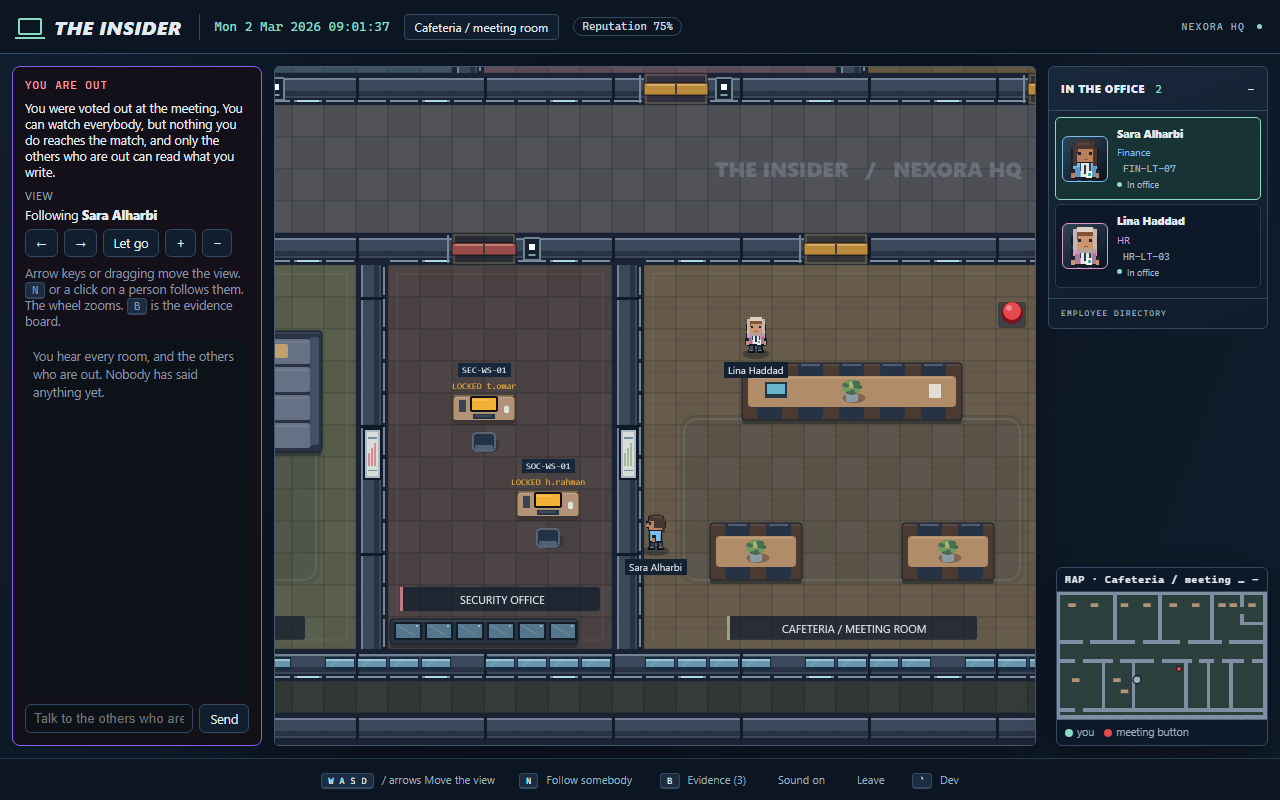 THE INSIDER
Mon 2 Mar 2026 09:01:37
Cafeteria / meeting room
Reputation 75%
NEXORA HQ
YOU ARE OUT
You were voted out at the meeting. You
can watch everybody, but nothing you
do reaches the match, and only the
others who are out can read what you
write.
VIEW
Following Sara Alharbi
← → Let go + −
Arrow keys or dragging move the view.
N or a click on a person follows them.
The wheel zooms. B is the evidence
board.
You hear every room, and the others
who are out. Nobody has said
anything yet.
Talk to the others who are
Send
THE INSIDER / NEXORA HQ
SEC-WS-01
LOCKED t.omar
SOC-WS-01
LOCKED h.rahman
SECURITY OFFICE
Lina Haddad
Sara Alharbi
CAFETERIA / MEETING ROOM
IN THE OFFICE 2 −
Sara Alharbi
Finance
FIN-LT-07
In office
Lina Haddad
HR
HR-LT-03
In office
EMPLOYEE DIRECTORY
MAP · Cafeteria / meeting … −
you
meeting button
W A S D / arrows Move the view
N Follow somebody
B Evidence (3)
Sound on
Leave
` Dev